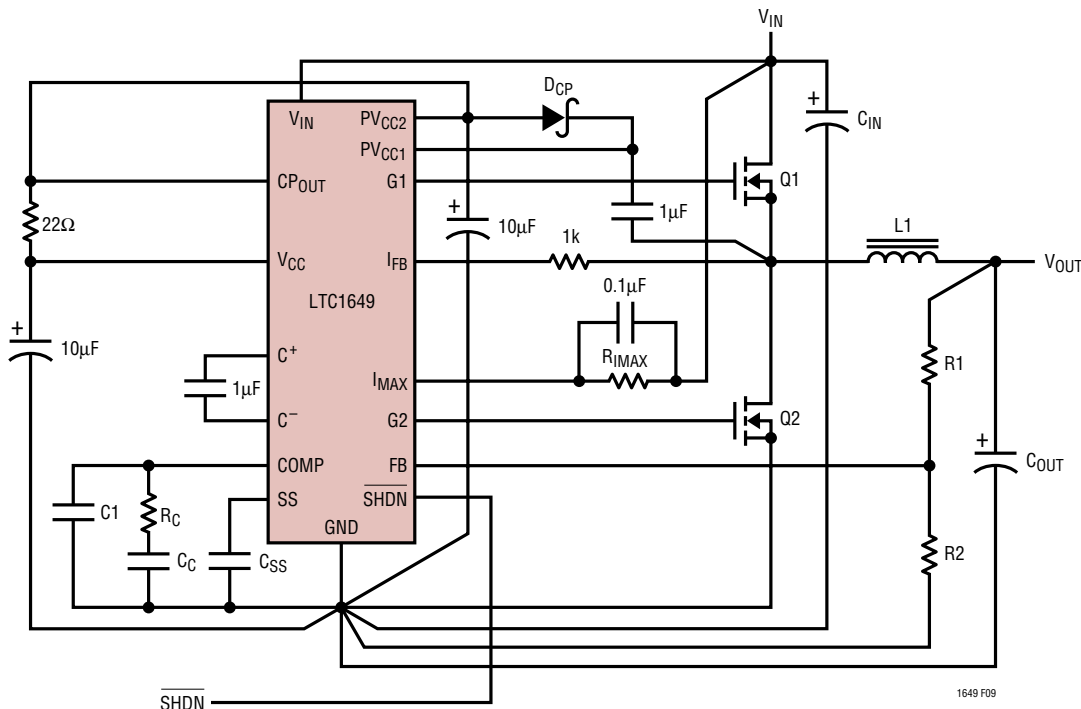 VIN
DCP
+
CIN
VIN
PVCC2
PVCC1
CPOUT
G1
Q1
22Ω
+
10µF
1µF
L1
1k
VCC
IFB
VOUT
LTC1649
0.1µF
+
10µF
C+
RIMAX
R1
1µF
IMAX
C−
G2
Q2
+
COUT
COMP
FB
SS
SHDN
C1
RC
GND
CC
CSS
R2
SHDN
1649 F09